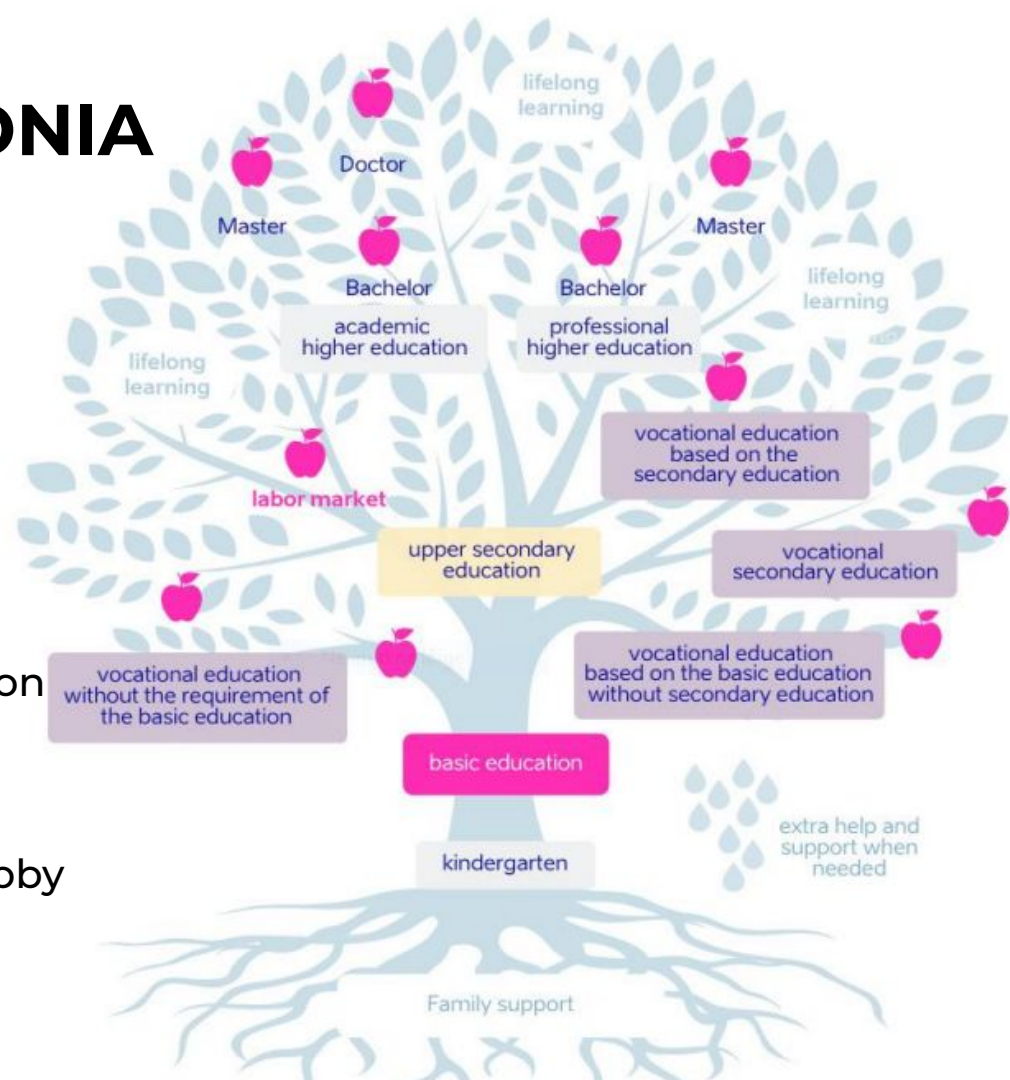 ONIA
lifelong
learning
Doctor
Master
Master
Bachelor
Bachelor
academic
higher education
professional
higher education
lifelong
learning
lifelong
learning
vocational education
based on the
secondary education
labor market
upper secondary
education
vocational
secondary education
on
vocational education
without the requirement of
the basic education
vocational education
based on the basic education
without secondary education
basic education
extra help and
support when
needed
kindergarten
bby
Family support